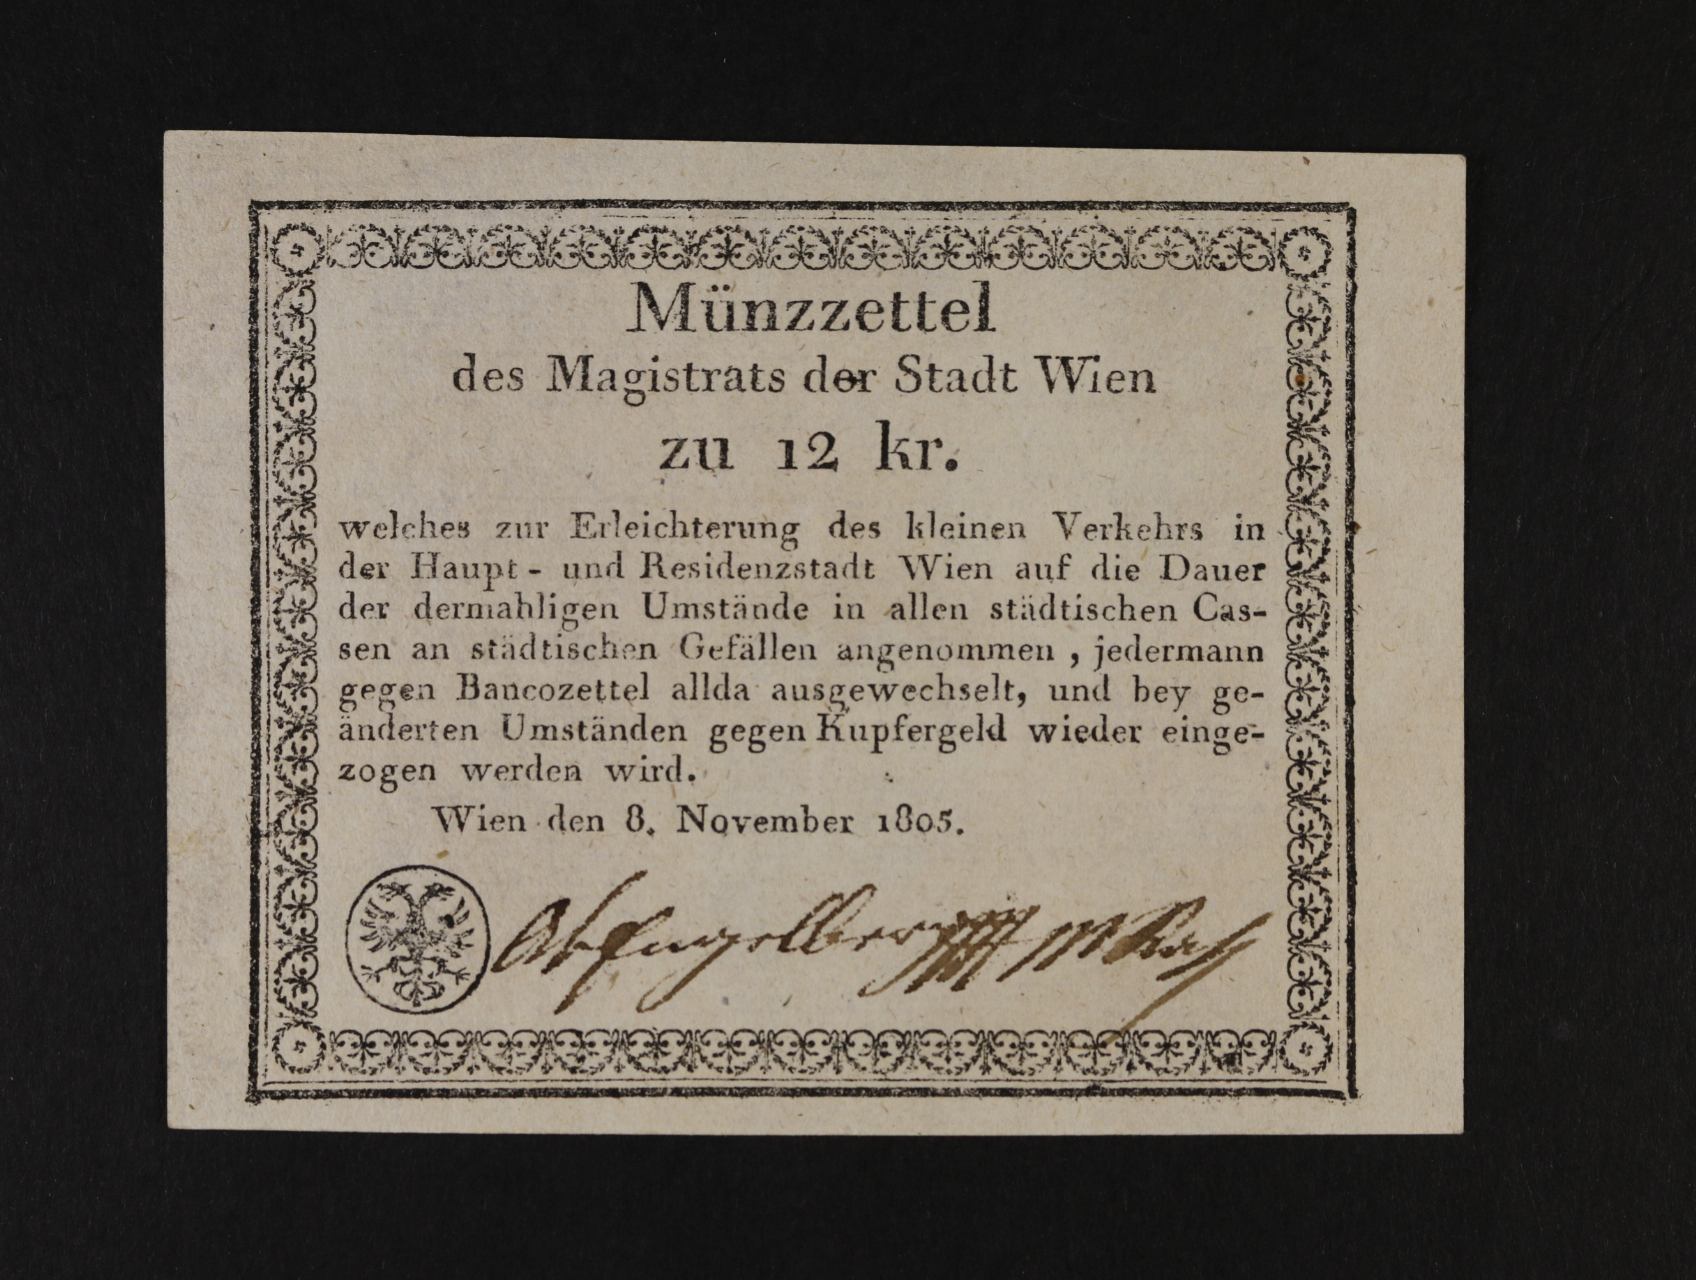 Münzzettel
des Magistrats der Stadt Wien
zu 12 kr.
welches zur Erleichterung des kleinen Verkehrs in
der Haupt - und Residenzstadt Wien auf die Dauer
der dermahligen Umstände in allen städtischen Cas-
sen an städtischen Gefällen angenommen , jedermann
gegen Bancozettel allda ausgewechselt, und bey ge-
änderten Umständen gegen Kupfergeld wieder einge-
zogen werden wird.
Wien den 8. November 1805.